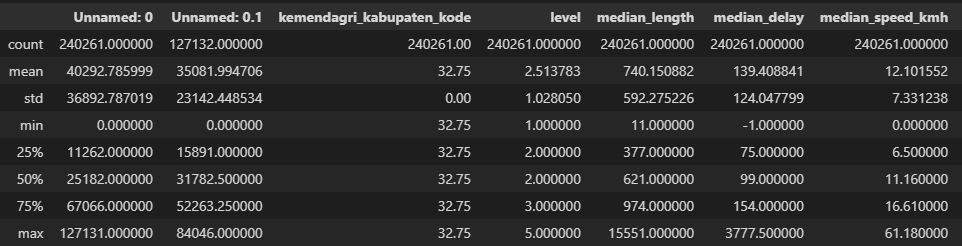 Unnamed: 0 Unnamed: 0.1 kemendagri_kabupaten_kode level median_length median_delay median_speed_kmh
count 240261.000000 127132.000000 240261.00 240261.000000 240261.000000 240261.000000 240261.000000
mean 40292.785999 35081.994706 32.75 2.513783 740.150882 139.408841 12.101552
std 36892.787019 23142.448534 0.00 1.028050 592.275226 124.047799 7.331238
min 0.000000 0.000000 32.75 1.000000 11.000000 -1.000000 0.000000
25% 11262.000000 15891.000000 32.75 2.000000 377.000000 75.000000 6.500000
50% 25182.000000 31782.500000 32.75 2.000000 621.000000 99.000000 11.160000
75% 67066.000000 52263.250000 32.75 3.000000 974.000000 154.000000 16.610000
max 127131.000000 84046.000000 32.75 5.000000 15551.000000 3777.500000 61.180000